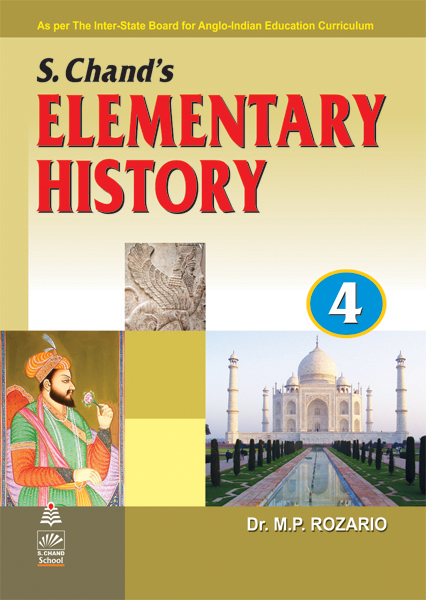 As per The Inter-State Board for Anglo-Indian Education Curriculum
S. Chand's
ELEMENTARY
HISTORY
4
Dr. M.P. ROZARIO
S. CHAND
School